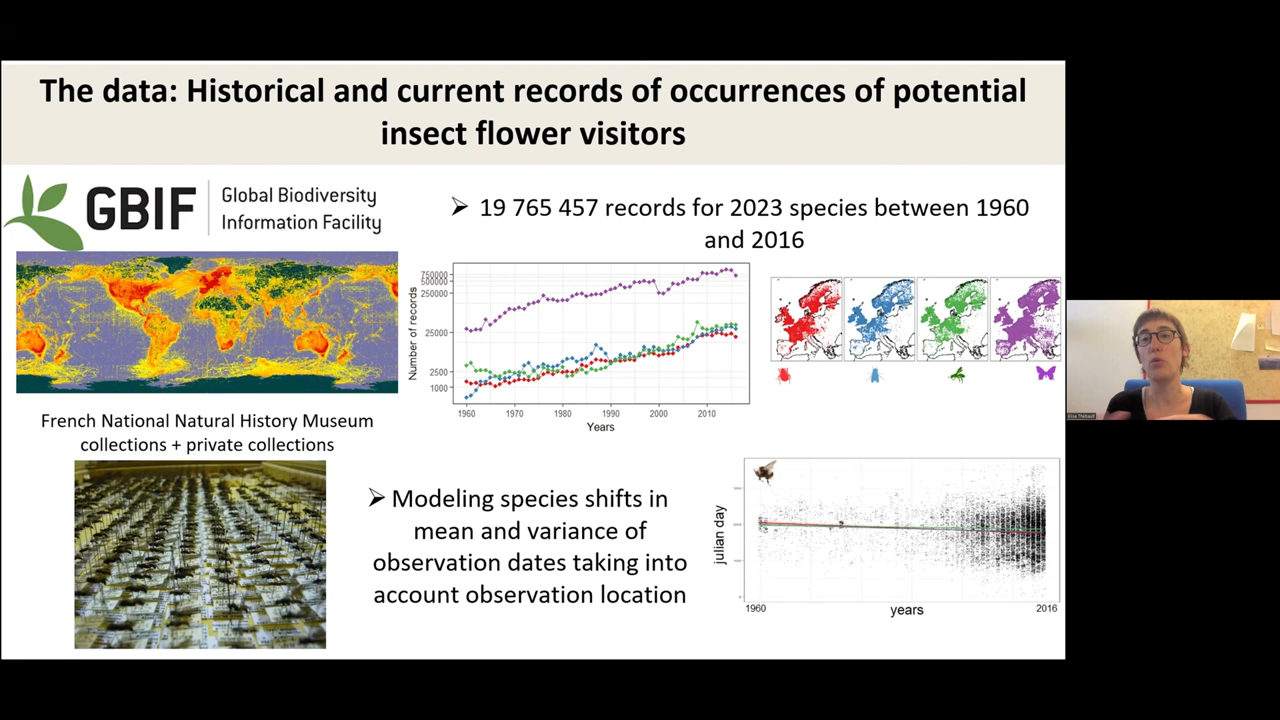 The data: Historical and current records of occurrences of potential
insect flower visitors
GBIF
Global Biodiversity
Information Facility
➢ 19 765 457 records for 2023 species between 1960
and 2016
Number of records
750000
500000
250000
25000
2500
1000
1960
1970
1980
1990
2000
2010
Years
French National Natural History Museum
collections + private collections
➢ Modeling species shifts in
mean and variance of
observation dates taking into
account observation location
julian day
1960
years
2016
Elisa Thébault